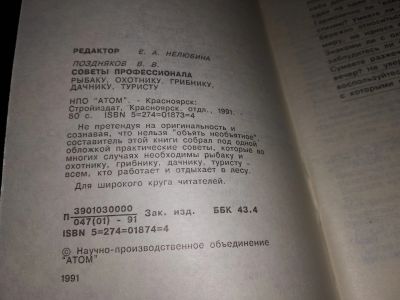 РЕДАКТОР Е. А. НЕЛЮБИНА
ПОЗДНЯКОВ В. В.
СОВЕТЫ ПРОФЕССИОНАЛА
РЫБАКУ, ОХОТНИКУ, ГРИБНИКУ,
ДАЧНИКУ, ТУРИСТУ
НПО "АТОМ".- Красноярск:
Стройиздат, Красноярск. отд., 1991.-
80 с. ISBN 5=274=01873=4
Не претендуя на оригинальность и
сознавая, что нельзя "объять необъятное",
составитель этой книги собрал под одной
обложкой практические советы, которые во
многих случаях необходимы рыбаку и
охотнику, грибнику, дачнику, туристу -
всем, кто работает и отдыхает в лесу.
Для широкого круга читателей.
П 3901030000 Зак. изд. ББК 43.4
047(01) - 91
ISBN 5=274=01874=4
© Научно-производственное объединение
"АТОМ"
1991
вечер?
воспользуйтесь
с которыми